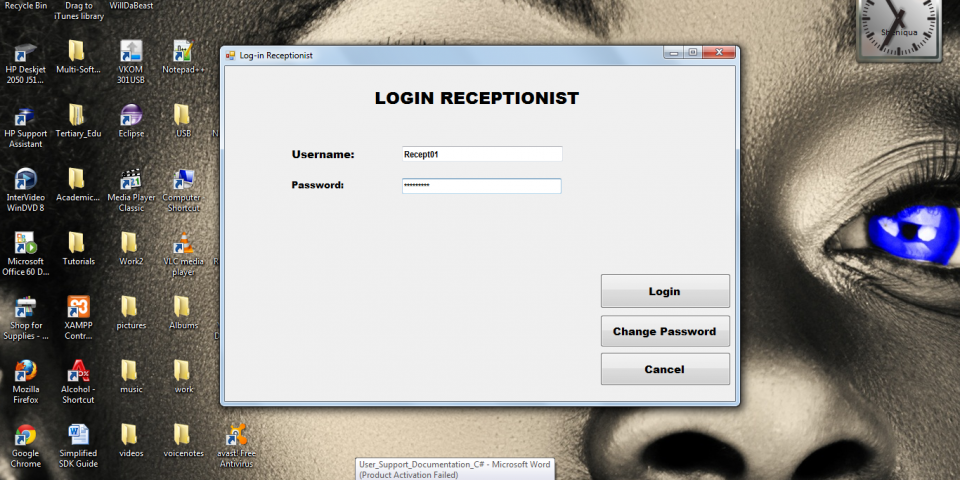 Recycle Bin
Drag to
iTunes library
WillDaBeast
Sheniqua
HP Deskjet
2050 J51...
Multi-Soft...
VKOM
301USB
Notepad++
HP Support
Assistant
Tertiary_Edu
Eclipse
USB
N
InterVideo
WinDVD 8
Academic...
Media Player
Classic
Computer
- Shortcut
Microsoft
Office 60 D...
Tutorials
Work2
VLC media
player
Shop for
Supplies - ...
XAMPP
Contr...
pictures
Albums
Mozilla
Firefox
Alcohol -
Shortcut
music
work
Google
Chrome
Simplified
SDK Guide
videos
voicenotes
avast! Free
Antivirus
Log-in Receptionist
LOGIN RECEPTIONIST
Username:
Recept01
Password:
*********
Login
Change Password
Cancel
User_Support_Documentation_C# - Microsoft Word
(Product Activation Failed)